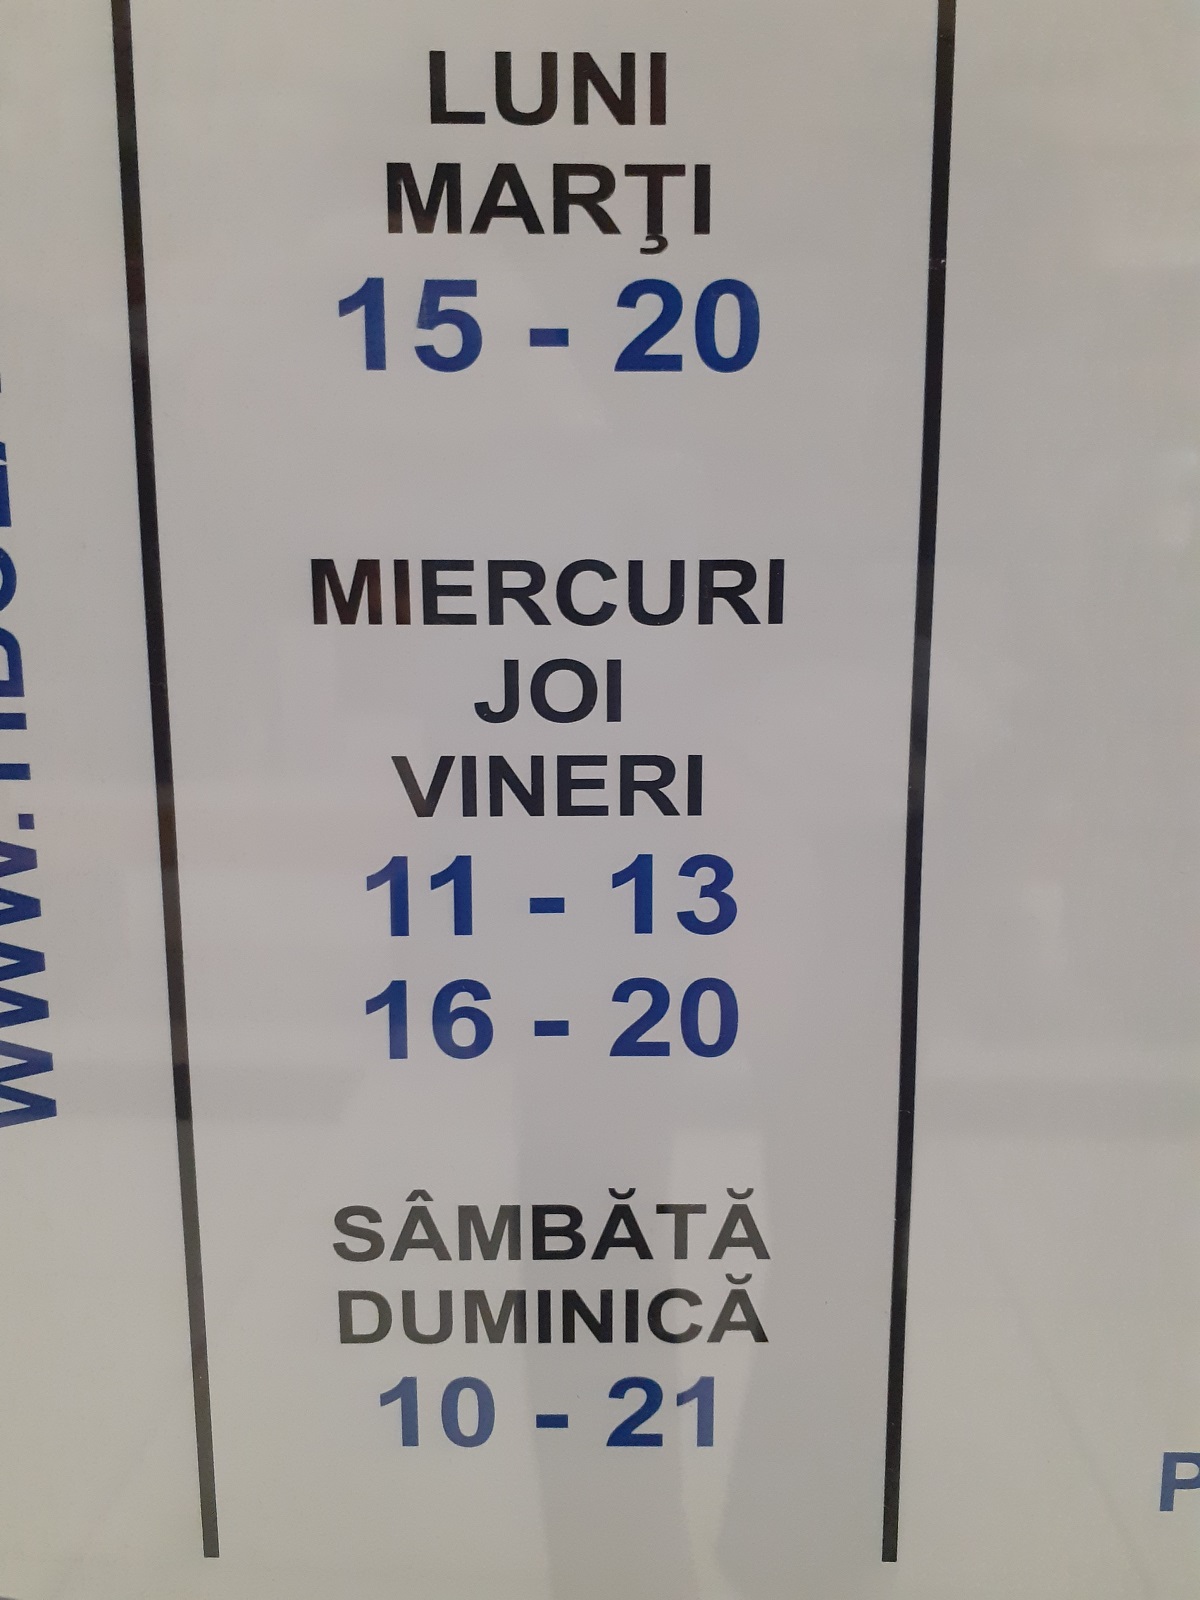 LUNI
MARŢI
15 - 20
MIERCURI
JOI
VINERI
11 - 13
16 - 20
SÂMBĂTĂ
DUMINICĂ
10 - 21